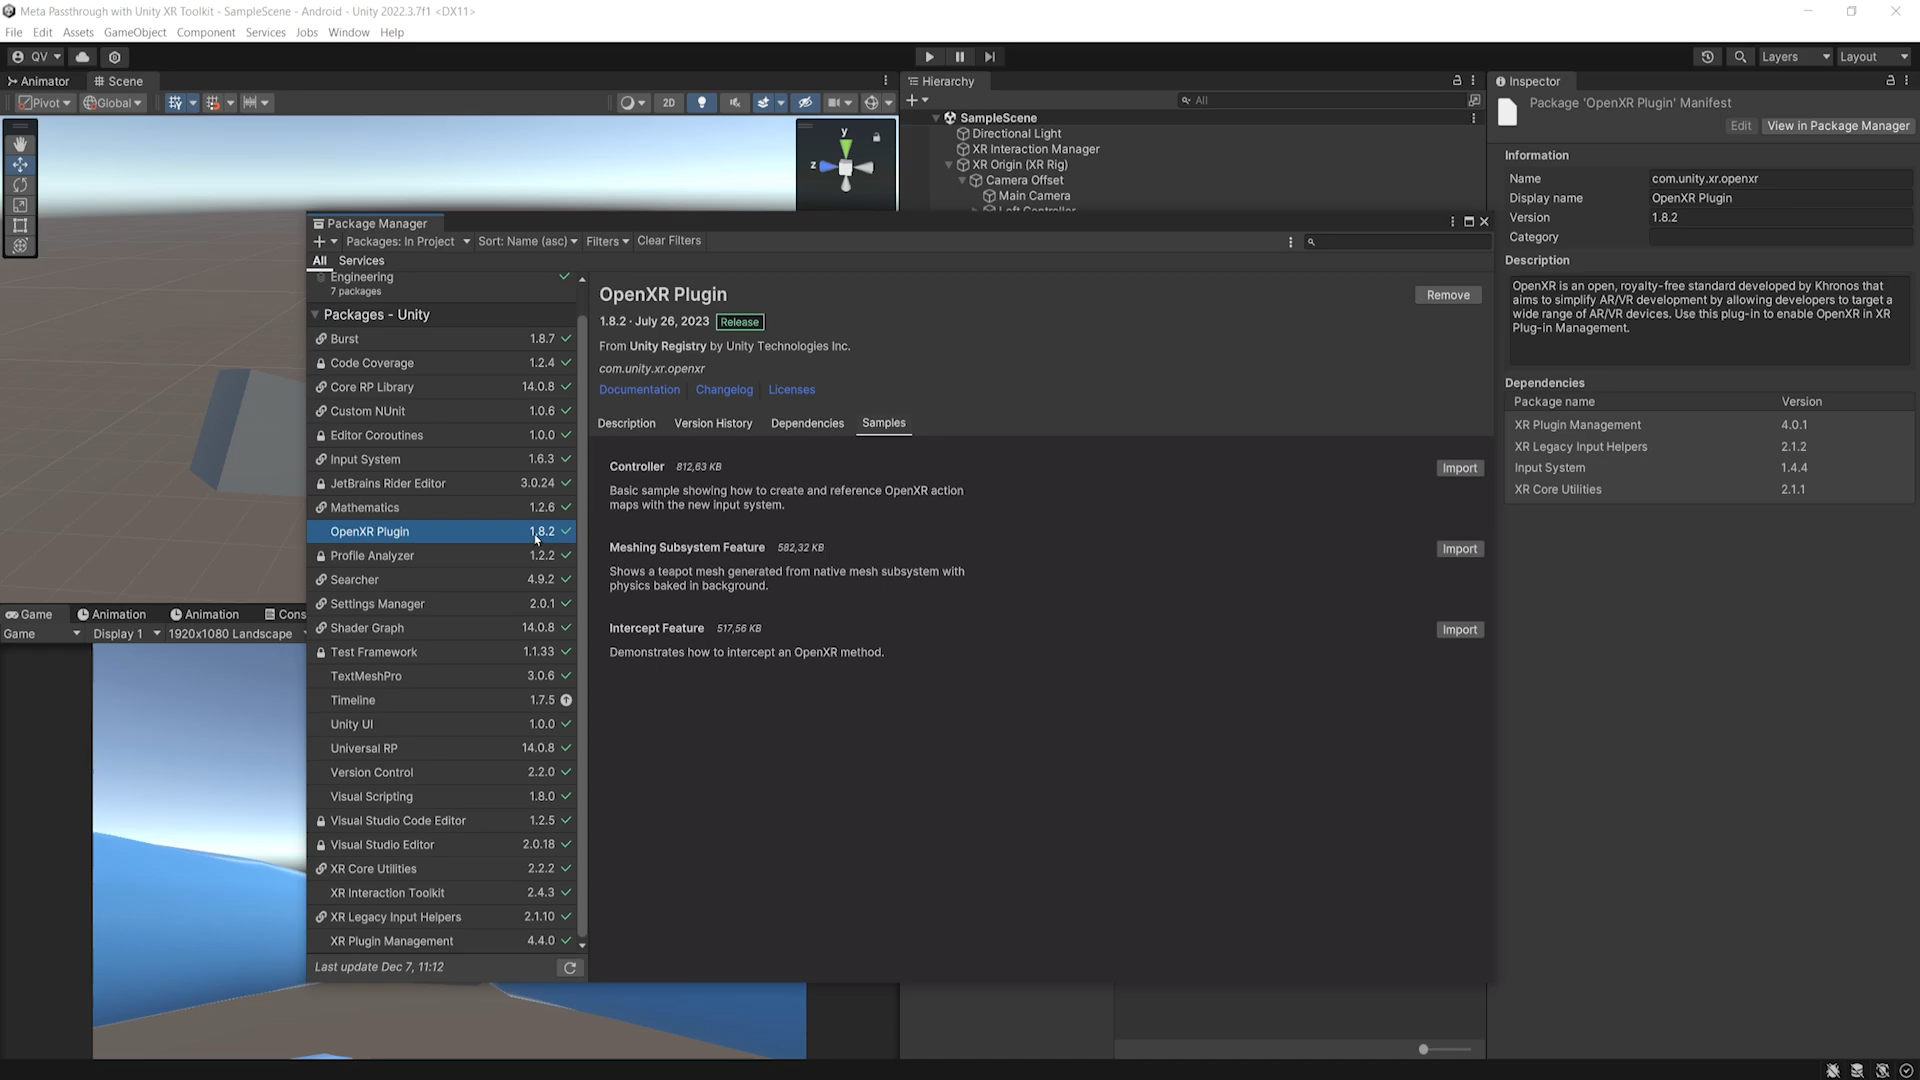 Meta Passthrough with Unity XR Toolkit - SampleScene - Android - Unity 2022.3.7f1 <DX11>
File Edit Assets GameObject Component Services Jobs Window Help
QV Layers Layout
Animator Scene
Pivot Global 2D
y
z
Hierarchy
All
SampleScene
Directional Light
XR Interaction Manager
XR Origin (XR Rig)
Camera Offset
Main Camera
Left Controller
Package Manager
Packages: In Project Sort: Name (asc) Filters Clear Filters
All Services
Engineering
7 packages
Packages - Unity
Burst 1.8.7
Code Coverage 1.2.4
Core RP Library 14.0.8
Custom NUnit 1.0.6
Editor Coroutines 1.0.0
Input System 1.6.3
JetBrains Rider Editor 3.0.24
Mathematics 1.2.6
OpenXR Plugin 1.8.2
Profile Analyzer 1.2.2
Searcher 4.9.2
Settings Manager 2.0.1
Shader Graph 14.0.8
Test Framework 1.1.33
TextMeshPro 3.0.6
Timeline 1.7.5
Unity UI 1.0.0
Universal RP 14.0.8
Version Control 2.2.0
Visual Scripting 1.8.0
Visual Studio Code Editor 1.2.5
Visual Studio Editor 2.0.18
XR Core Utilities 2.2.2
XR Interaction Toolkit 2.4.3
XR Legacy Input Helpers 2.1.10
XR Plugin Management 4.4.0
Last update Dec 7, 11:12
OpenXR Plugin Remove
1.8.2 · July 26, 2023 Release
From Unity Registry by Unity Technologies Inc.
com.unity.xr.openxr
Documentation Changelog Licenses
Description Version History Dependencies Samples
Controller 812,63 KB Import
Basic sample showing how to create and reference OpenXR action
maps with the new input system.
Meshing Subsystem Feature 582,32 KB Import
Shows a teapot mesh generated from native mesh subsystem with
physics baked in background.
Intercept Feature 517,56 KB Import
Demonstrates how to intercept an OpenXR method.
Inspector
Package 'OpenXR Plugin' Manifest
Edit View in Package Manager
Information
Name com.unity.xr.openxr
Display name OpenXR Plugin
Version 1.8.2
Category
Description
OpenXR is an open, royalty-free standard developed by Khronos that
aims to simplify AR/VR development by allowing developers to target a
wide range of AR/VR devices. Use this plug-in to enable OpenXR in XR
Plug-in Management.
Dependencies
Package name Version
XR Plugin Management 4.0.1
XR Legacy Input Helpers 2.1.2
Input System 1.4.4
XR Core Utilities 2.1.1
Game Animation Animation Cons
Game Display 1 1920x1080 Landscape